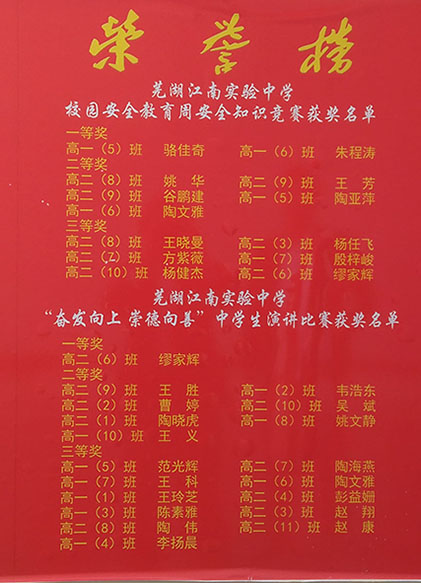 荣誉榜
芜湖江南实验中学
校园安全教育周安全知识竞赛获奖名单
一等奖
高一（5）班 骆佳奇 高一（6）班 朱程涛
二等奖
高二（8）班 姚 华 高二（9）班 王 芳
高二（9）班 谷鹏建 高一（5）班 陶亚萍
高一（6）班 陶文雅
三等奖
高二（8）班 王晓曼 高二（3）班 杨任飞
高二（2）班 方紫薇 高一（7）班 殷梓峻
高二（10）班 杨健杰 高二（6）班 缪家辉
芜湖江南实验中学
“奋发向上 崇德向善”中学生演讲比赛获奖名单
一等奖
高二（6）班 缪家辉
二等奖
高二（9）班 王 胜 高一（2）班 韦浩东
高二（2）班 曹 婷 高二（10）班 吴 斌
高二（1）班 陶晓虎 高一（8）班 姚文静
高一（10）班 王 义
三等奖
高一（5）班 范光辉 高二（7）班 陶海燕
高一（7）班 王 科 高一（6）班 陶文雅
高一（1）班 王玲芝 高二（4）班 彭益姗
高一（3）班 陈素雅 高二（3）班 赵 翔
高二（8）班 陶 伟 高二（11）班 赵 康
高一（4）班 李扬晨